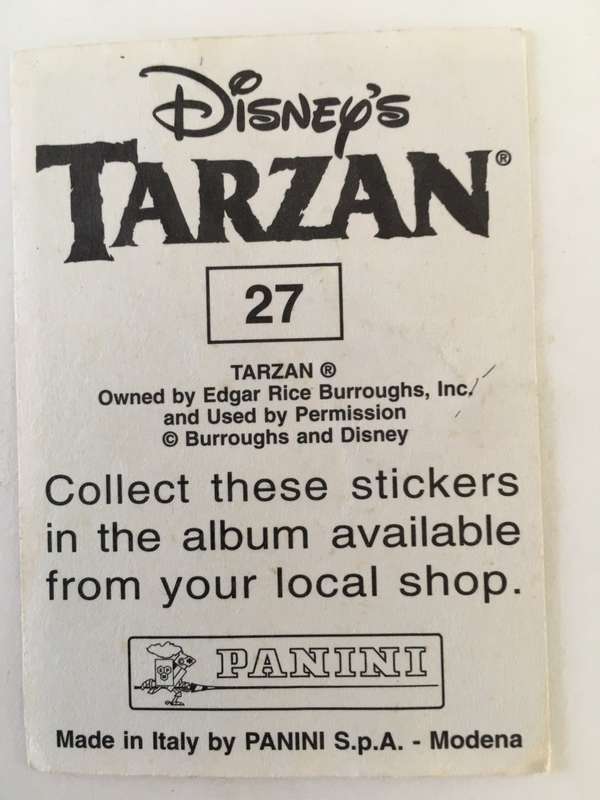 DISNEY'S
TARZAN®
27
TARZAN ®
Owned by Edgar Rice Burroughs, Inc.
and Used by Permission
© Burroughs and Disney
Collect these stickers
in the album available
from your local shop.
PANINI
Made in Italy by PANINI S.p.A. - Modena